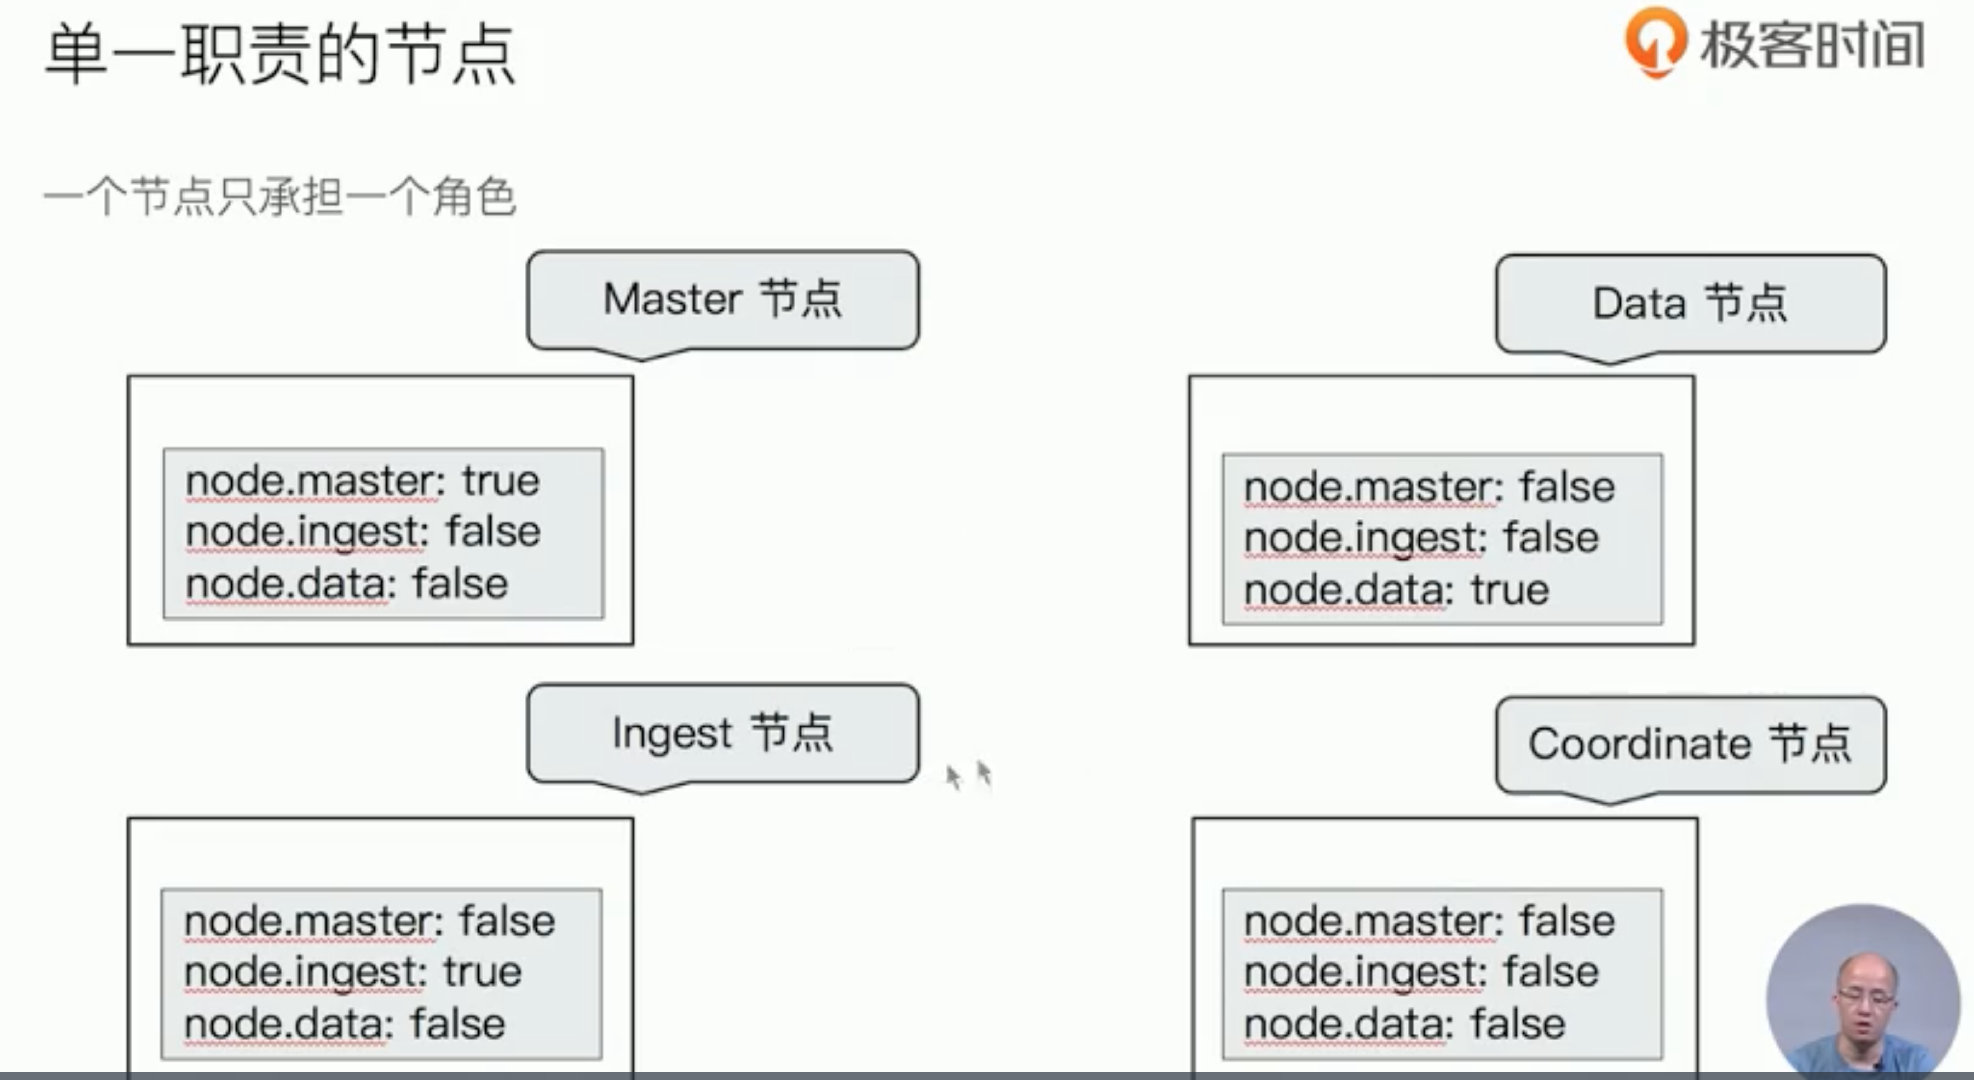 单一职责的节点
极客时间
一个节点只承担一个角色
Master 节点
node.master: true
node.ingest: false
node.data: false
Data 节点
node.master: false
node.ingest: false
node.data: true
Ingest 节点
node.master: false
node.ingest: true
node.data: false
Coordinate 节点
node.master: false
node.ingest: false
node.data: false